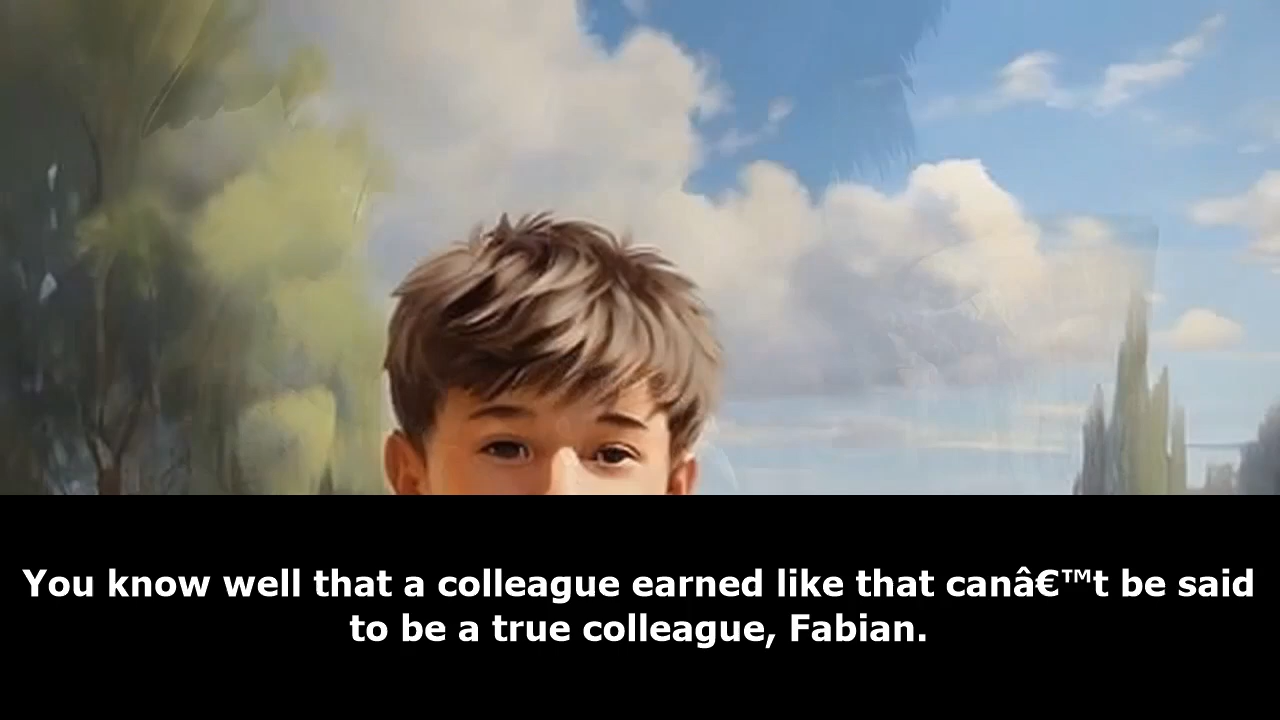 You know well that a colleague earned like that canâ€™t be said
to be a true colleague, Fabian.